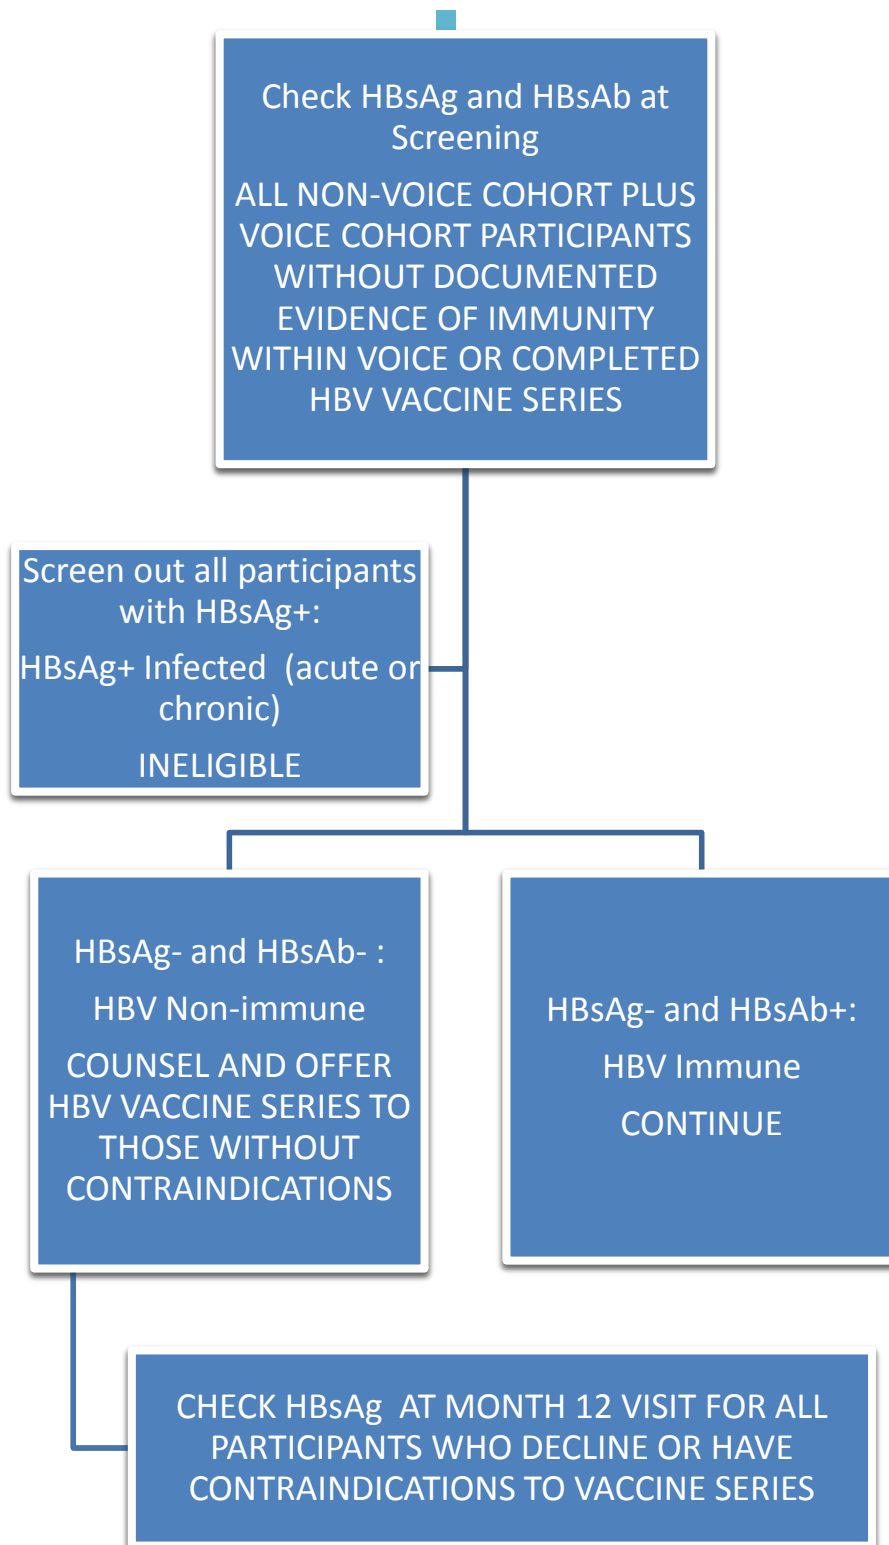 Check HBsAg and HBsAb at
Screening
ALL NON-VOICE COHORT PLUS
VOICE COHORT PARTICIPANTS
WITHOUT DOCUMENTED
EVIDENCE OF IMMUNITY
WITHIN VOICE OR COMPLETED
HBV VACCINE SERIES
Screen out all participants
with HBsAg+:
HBsAg+ Infected (acute or
chronic)
INELIGIBLE
HBsAg- and HBsAb- :
HBV Non-immune
COUNSEL AND OFFER
HBV VACCINE SERIES TO
THOSE WITHOUT
CONTRAINDICATIONS
HBsAg- and HBsAb+:
HBV Immune
CONTINUE
CHECK HBsAg AT MONTH 12 VISIT FOR ALL
PARTICIPANTS WHO DECLINE OR HAVE
CONTRAINDICATIONS TO VACCINE SERIES